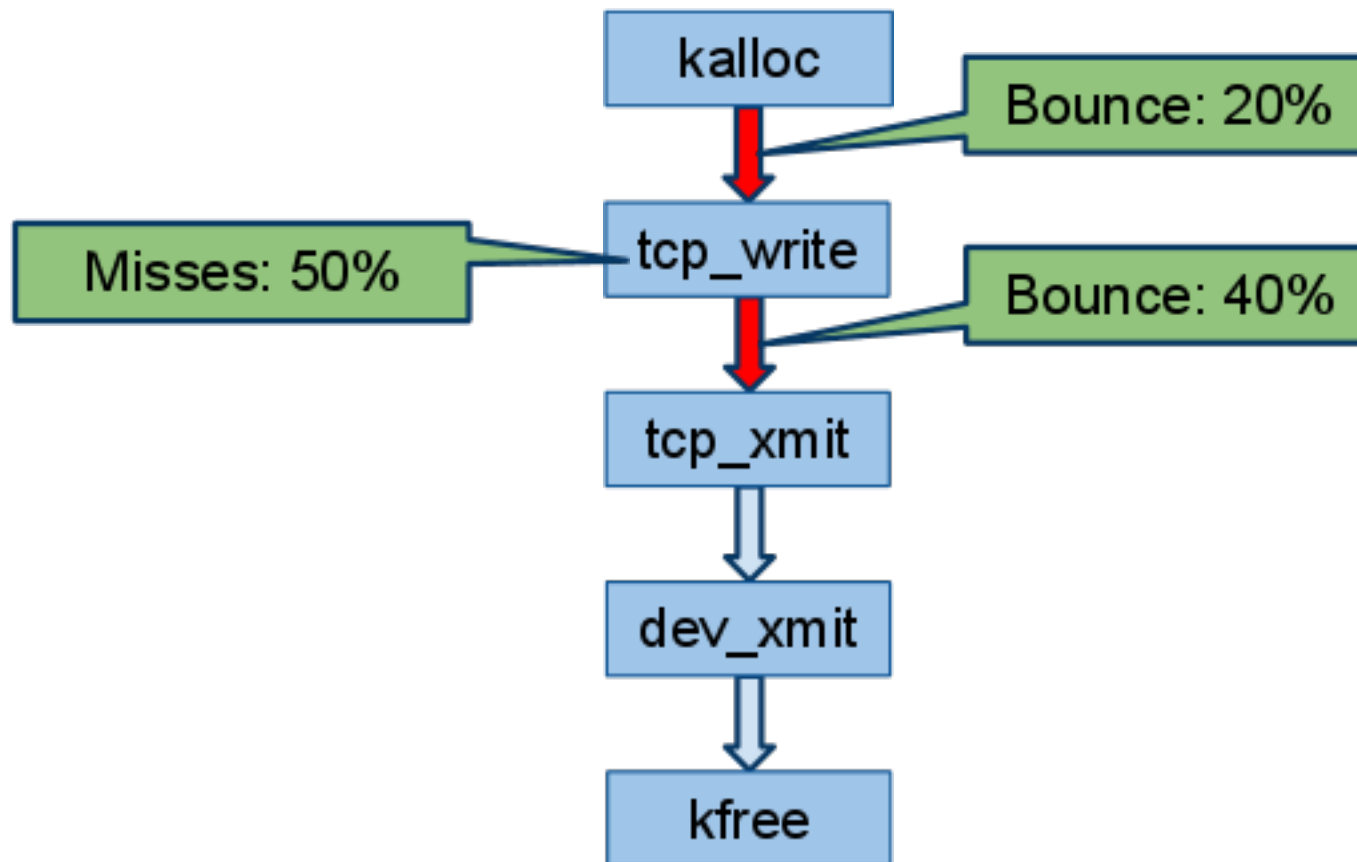 kalloc
Bounce: 20%
tcp_write
Misses: 50%
Bounce: 40%
tcp_xmit
dev_xmit
kfree